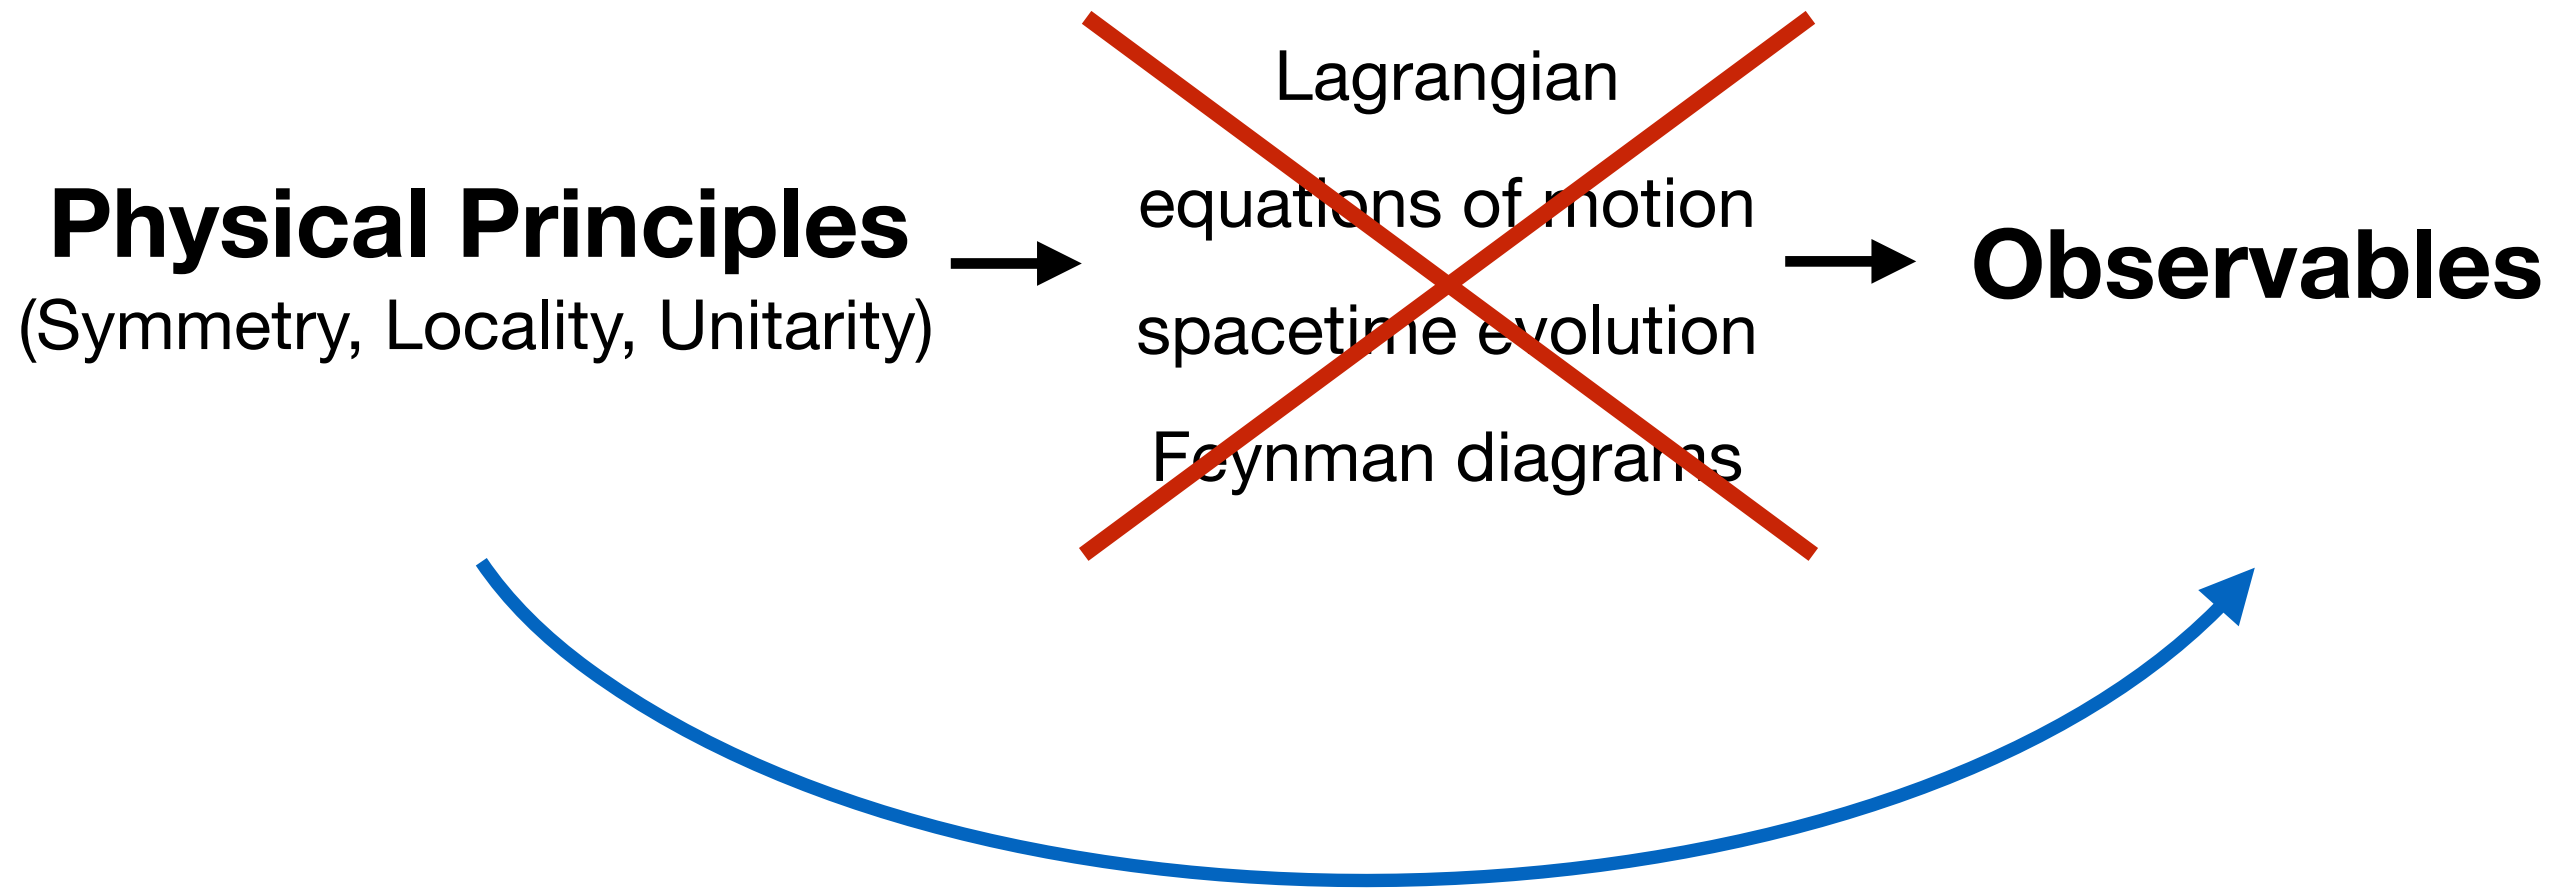 Physical Principles
(Symmetry, Locality, Unitarity)
Lagrangian
equations of motion
spacetime evolution
Feynman diagrams
Observables